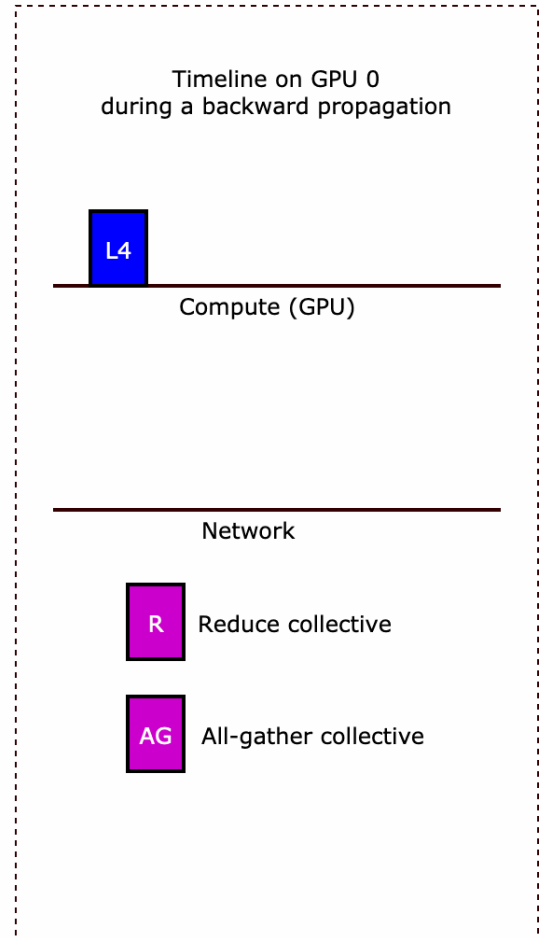 Timeline on GPU 0
during a backward propagation
L4
Compute (GPU)
Network
R Reduce collective
AG All-gather collective